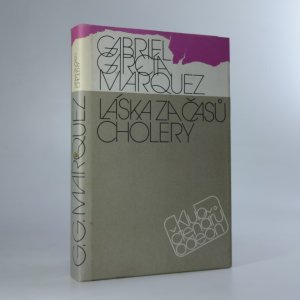 GABRIEL
GARCÍA
MÁRQUEZ
LÁSKA ZA ČASŮ
CHOLERY
klub
čtenářů
odeon
G. G. MÁRQUEZ